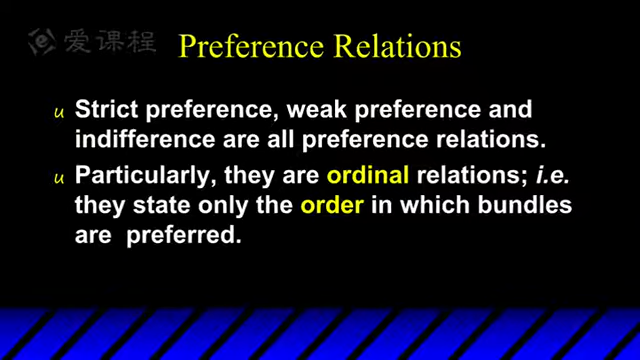 爱课程
Preference Relations
u Strict preference, weak preference and
indifference are all preference relations.
u Particularly, they are ordinal relations; i.e.
they state only the order in which bundles
are preferred.